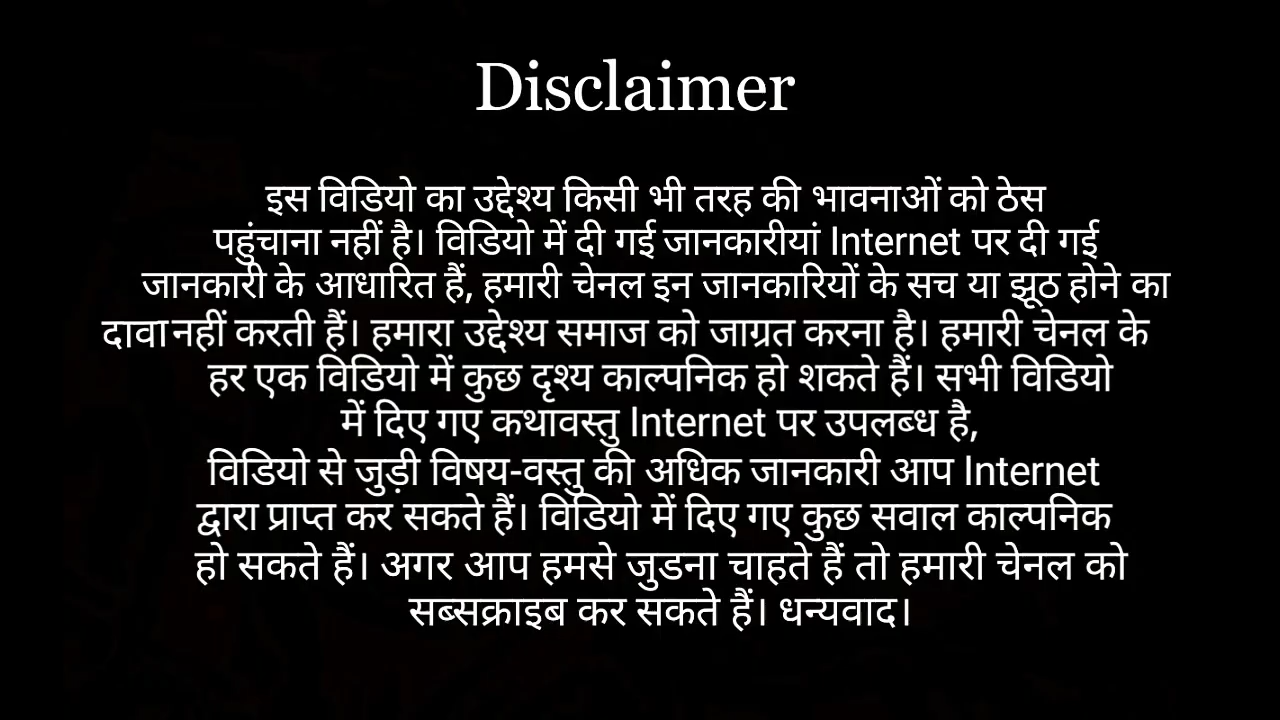 Disclaimer
इस विडियो का उद्देश्य किसी भी तरह की भावनाओं को ठेस
पहुंचाना नहीं है। विडियो में दी गई जानकारीयां Internet पर दी गई
जानकारी के आधारित हैं, हमारी चेनल इन जानकारियों के सच या झूठ होने का
दावा नहीं करती हैं। हमारा उद्देश्य समाज को जाग्रत करना है। हमारी चेनल के
हर एक विडियो में कुछ दृश्य काल्पनिक हो शकते हैं। सभी विडियो
में दिए गए कथावस्तु Internet पर उपलब्ध है,
विडियो से जुड़ी विषय-वस्तु की अधिक जानकारी आप Internet
द्वारा प्राप्त कर सकते हैं। विडियो में दिए गए कुछ सवाल काल्पनिक
हो सकते हैं। अगर आप हमसे जुडना चाहते हैं तो हमारी चेनल को
सब्सक्राइब कर सकते हैं। धन्यवाद।